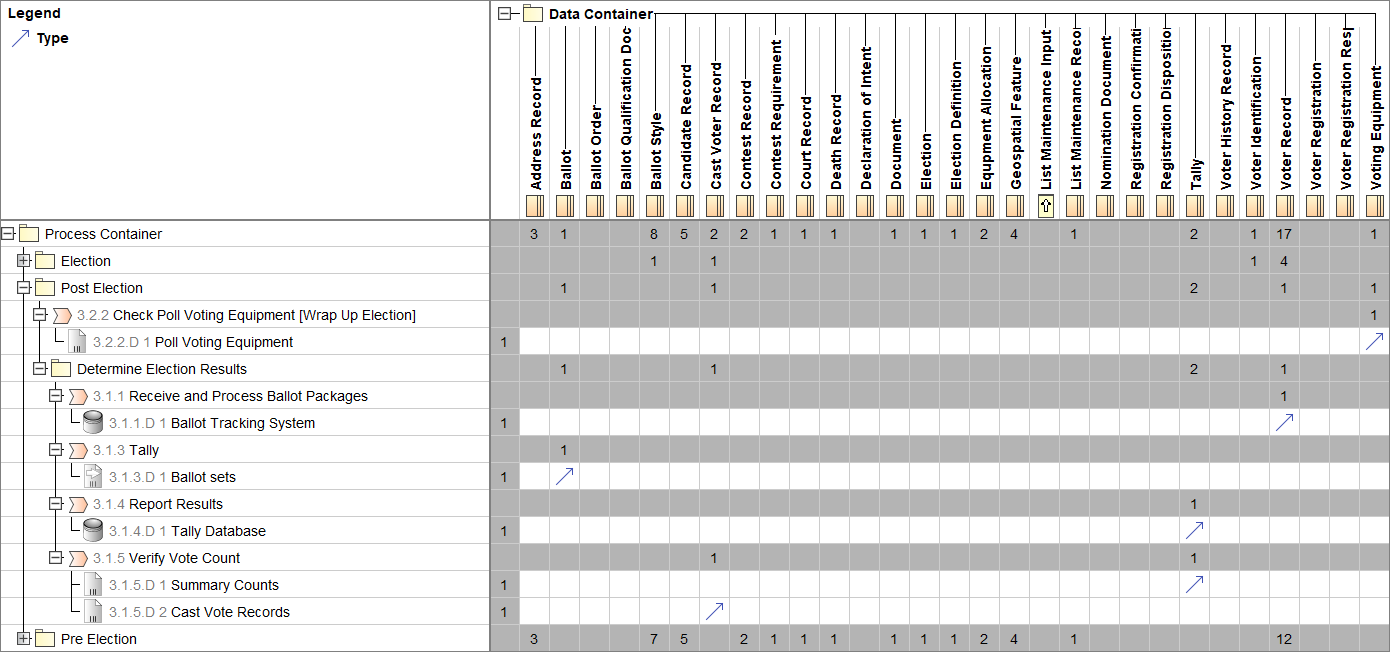 Legend
Type
Data Container
Address Record
Ballot
Ballot Order
Ballot Qualification Doc
Ballot Style
Candidate Record
Cast Voter Record
Contest Record
Contest Requirement
Court Record
Death Record
Declaration of Intent
Document
Election
Election Definition
Equpment Allocation
Geospatial Feature
List Maintenance Input
List Maintenance Reco
Nomination Document
Registration Confirmati
Registration Dispositio
Tally
Voter History Record
Voter Identification
Voter Record
Voter Registration
Voter Registration Resp
Voting Equipment
Process Container 3 1 8 5 2 2 1 1 1 1 1 1 2 4 1 2 1 17 1
Election 1 1 1 4
Post Election 1 1 2 1 1
3.2.2 Check Poll Voting Equipment [Wrap Up Election] 1
3.2.2.D 1 Poll Voting Equipment 1
Determine Election Results 1 1 2 1
3.1.1 Receive and Process Ballot Packages 1
3.1.1.D 1 Ballot Tracking System 1
3.1.3 Tally 1
3.1.3.D 1 Ballot sets 1
3.1.4 Report Results 1
3.1.4.D 1 Tally Database 1
3.1.5 Verify Vote Count 1 1
3.1.5.D 1 Summary Counts 1
3.1.5.D 2 Cast Vote Records 1
Pre Election 3 7 5 2 1 1 1 1 1 1 2 4 1 12